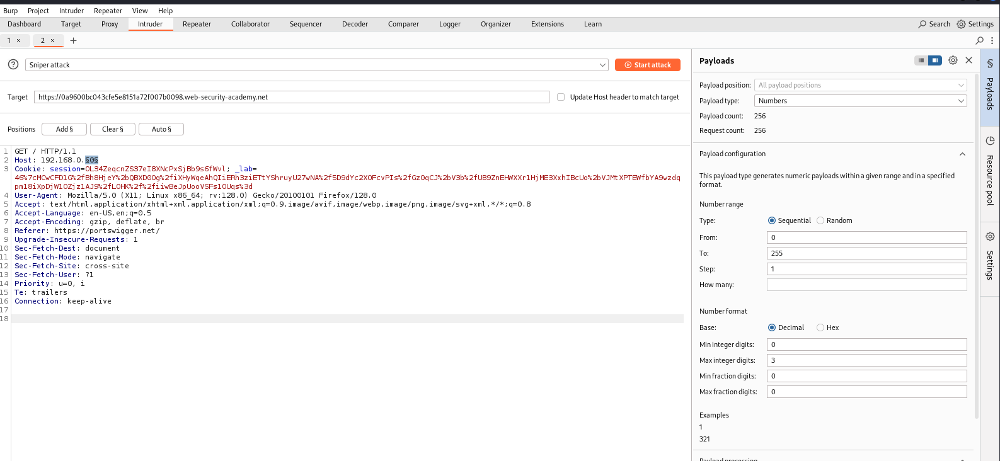 Burp Project Intruder Repeater View Help
Dashboard Target Proxy Intruder Repeater Collaborator Sequencer Decoder Comparer Logger Organizer Extensions Learn Search Settings
1 × 2 × +
Sniper attack Start attack
Target https://0a9600bc043cfe5e8151a72f007b0098.web-security-academy.net Update Host header to match target
Positions Add § Clear § Auto §
1 GET / HTTP/1.1
2 Host: 192.168.0.§0§
3 Cookie: session=0L34ZeqcnZS37eI8XNcPxSjBb9s6fWvl; _lab=
46%7cMCwCFD1G%2fBh8HjeY%2bQBXD0Og%2fiXHyWqeAhQIiERh3ziETtYShruyU27wNA%2f5D9dYc2XOFcvPIs%2fGz0qCJ%2bV3b%2fUB9ZnEHWXXr1HjME3XxhIBcUo%2bVJMtXPTEWfbYA9wzdq
pm18iXpDjW1OZjz1AJ9%2fLOHK%2f%2fiiwBeJpUooVSFs1OUqs%3d
4 User-Agent: Mozilla/5.0 (X11; Linux x86_64; rv:128.0) Gecko/20100101 Firefox/128.0
5 Accept: text/html,application/xhtml+xml,application/xml;q=0.9,image/avif,image/webp,image/png,image/svg+xml,*/*;q=0.8
6 Accept-Language: en-US,en;q=0.5
7 Accept-Encoding: gzip, deflate, br
8 Referer: https://portswigger.net/
9 Upgrade-Insecure-Requests: 1
10 Sec-Fetch-Dest: document
11 Sec-Fetch-Mode: navigate
12 Sec-Fetch-Site: cross-site
13 Sec-Fetch-User: ?1
14 Priority: u=0, i
15 Te: trailers
16 Connection: keep-alive
17
18
Payloads
Payload position: All payload positions
Payload type: Numbers
Payload count: 256
Request count: 256
Payload configuration
This payload type generates numeric payloads within a given range and in a specified
format.
Number range
Type: Sequential Random
From: 0
To: 255
Step: 1
How many:
Number format
Base: Decimal Hex
Min integer digits: 0
Max integer digits: 3
Min fraction digits: 0
Max fraction digits: 0
Examples
1
321
Payload processing
§ Payloads
Resource pool
Settings